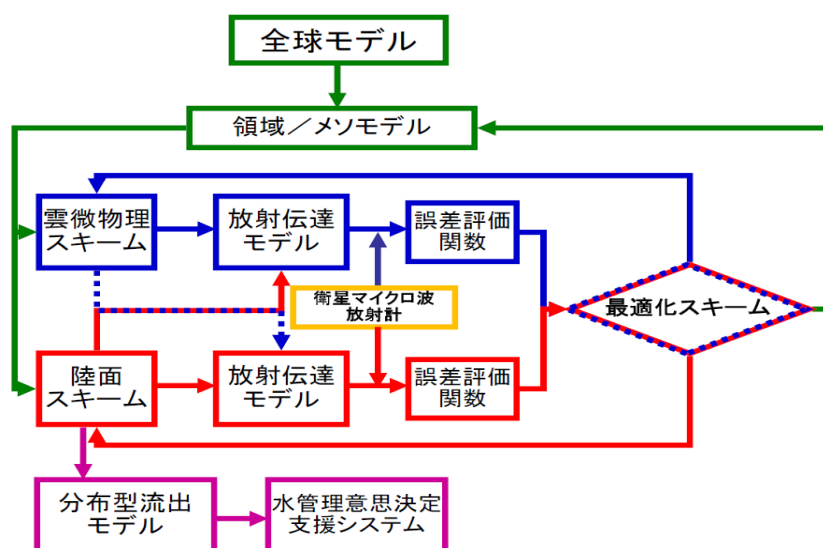 全球モデル
領域／メソモデル
雲微物理
スキーム
放射伝達
モデル
誤差評価
関数
衛星マイクロ波
放射計
最適化スキーム
陸面
スキーム
放射伝達
モデル
誤差評価
関数
分布型流出
モデル
水管理意思決定
支援システム